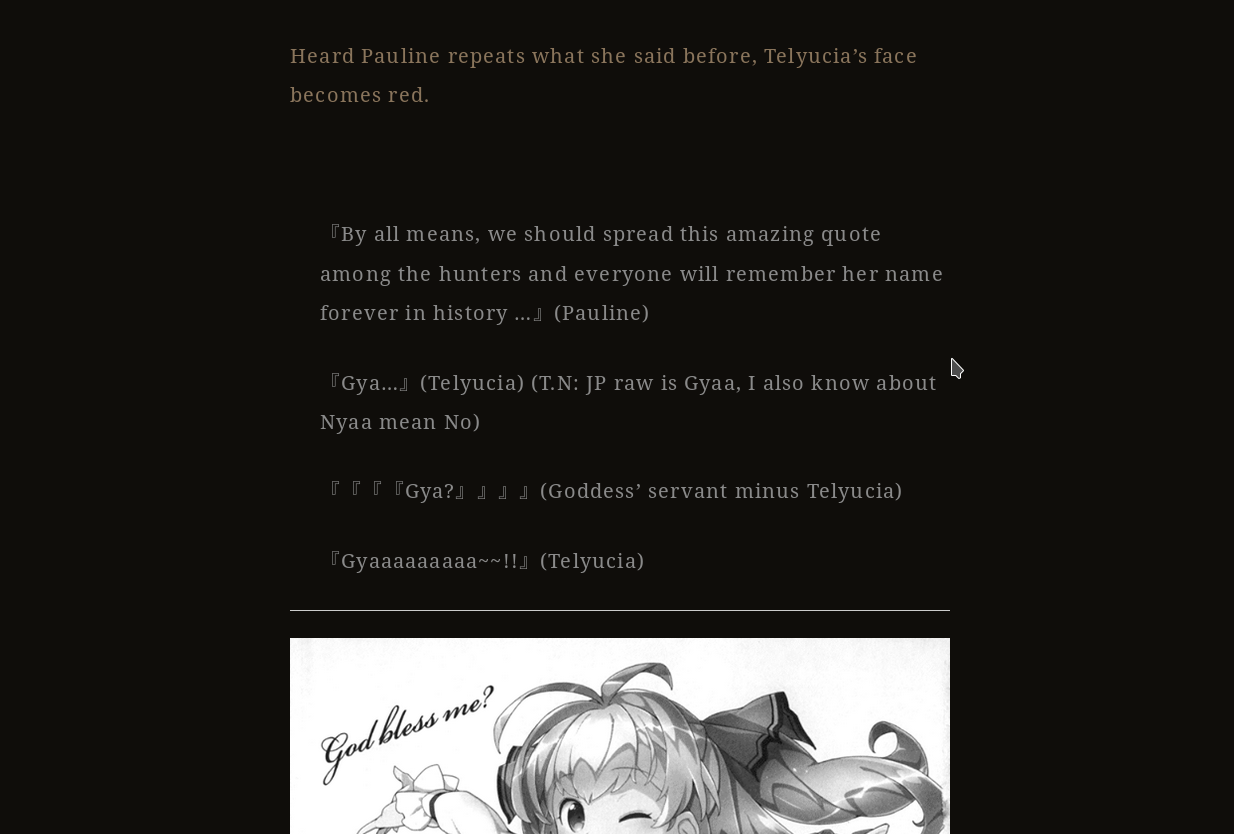 Heard Pauline repeats what she said before, Telyucia’s face
becomes red.
『By all means, we should spread this amazing quote
among the hunters and everyone will remember her name
forever in history …』(Pauline)
『Gya…』(Telyucia) (T.N: JP raw is Gyaa, I also know about
Nyaa mean No)
『『『『Gya?』』』』(Goddess’ servant minus Telyucia)
『Gyaaaaaaaaa~~!!』(Telyucia)
God bless me?